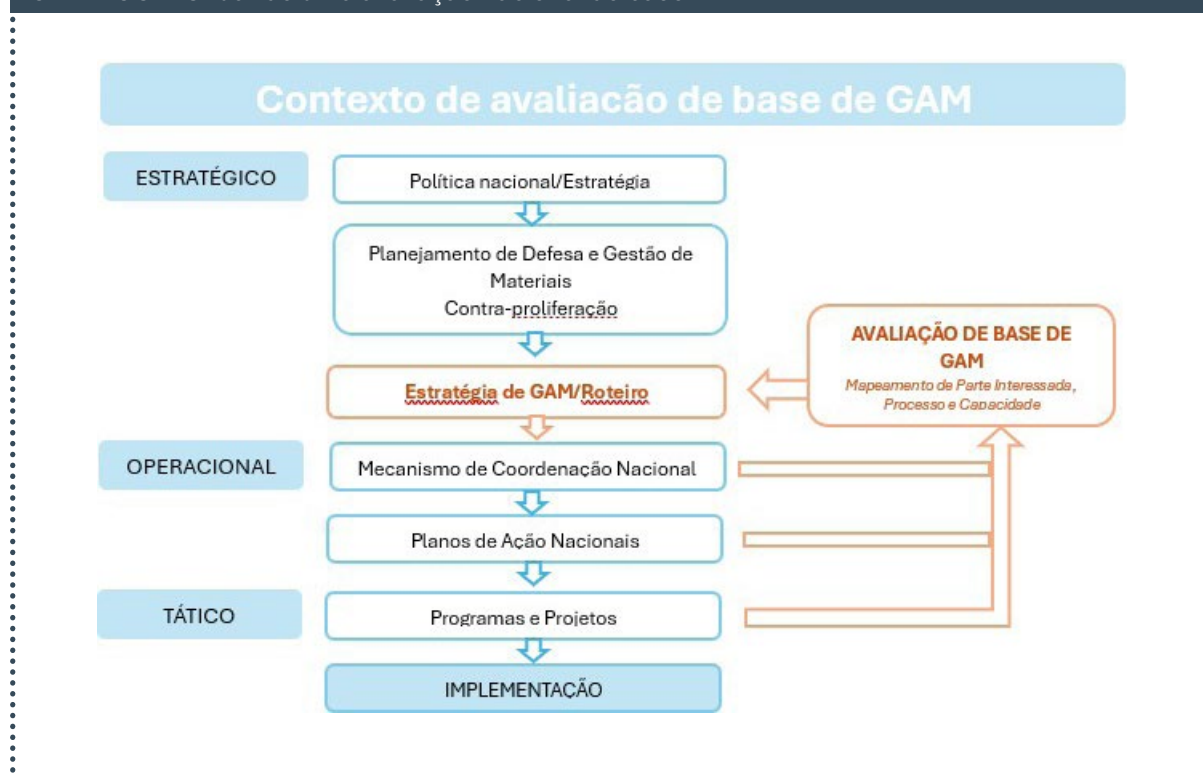 Contexto de avaliacão de base de GAM
ESTRATÉGICO
Política nacional/Estratégia
Planejamento de Defesa e Gestão de
Materiais
Contra-proliferação
AVALIAÇÃO DE BASE DE
GAM
Mapeamento de Parte Interessada,
Processo e Capacidade
Estratégia de GAM/Roteiro
OPERACIONAL
Mecanismo de Coordenação Nacional
Planos de Ação Nacionais
TÁTICO
Programas e Projetos
IMPLEMENTAÇÃO